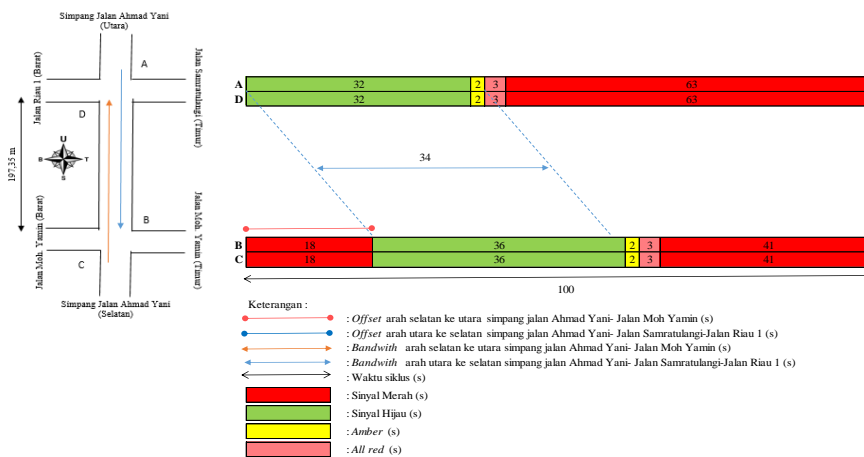 Simpang Jalan Ahmad Yani
(Utara)
A
Jalan Riau 1 (Barat)
Jalan Samratulangi (Timur)
D
U
B T
S
197,35 m
Jalan Moh. Yamin (Barat)
Jalan Moh. Yamin (Timur)
B
C
Simpang Jalan Ahmad Yani
(Selatan)
A 32 2 3 63
D 32 2 3 63
34
B 18 36 2 3 41
C 18 36 2 3 41
100
Keterangan :
: Offset arah selatan ke utara simpang jalan Ahmad Yani- Jalan Moh Yamin (s)
: Offset arah utara ke selatan simpang jalan Ahmad Yani- Jalan Samratulangi-Jalan Riau 1 (s)
: Bandwith arah selatan ke utara simpang jalan Ahmad Yani- Jalan Moh Yamin (s)
: Bandwith arah utara ke selatan simpang jalan Ahmad Yani- Jalan Samratulangi-Jalan Riau 1 (s)
: Waktu siklus (s)
: Sinyal Merah (s)
: Sinyal Hijau (s)
: Amber (s)
: All red (s)